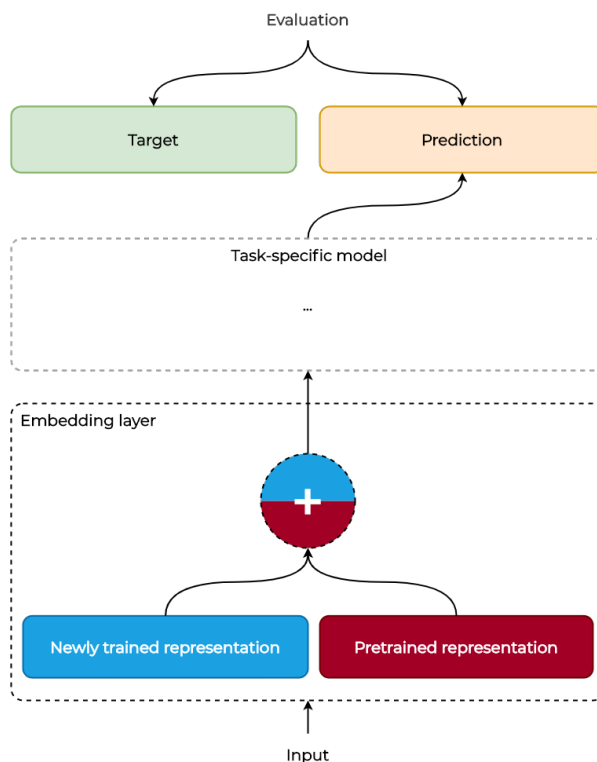 Evaluation
Target
Prediction
Task-specific model
...
Embedding layer
+
Newly trained representation
Pretrained representation
Input